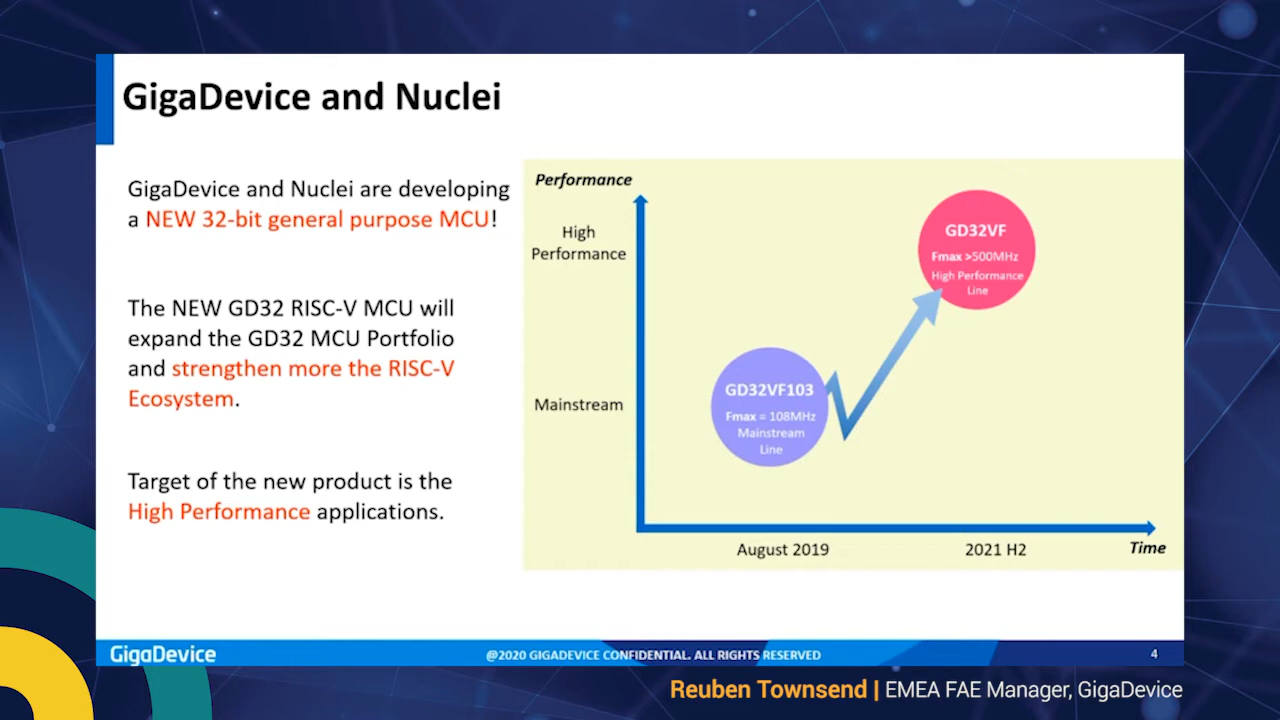 GigaDevice and Nuclei
GigaDevice and Nuclei are developing
a NEW 32-bit general purpose MCU!
The NEW GD32 RISC-V MCU will
expand the GD32 MCU Portfolio
and strengthen more the RISC-V
Ecosystem.
Target of the new product is the
High Performance applications.
Performance
High
Performance
Mainstream
GD32VF
Fmax >500MHz
High Performance
Line
GD32VF103
Fmax = 108MHz
Mainstream
Line
August 2019
2021 H2
Time
GigaDevice
@2020 GIGADEVICE CONFIDENTIAL. ALL RIGHTS RESERVED
4
Reuben Townsend | EMEA FAE Manager, GigaDevice